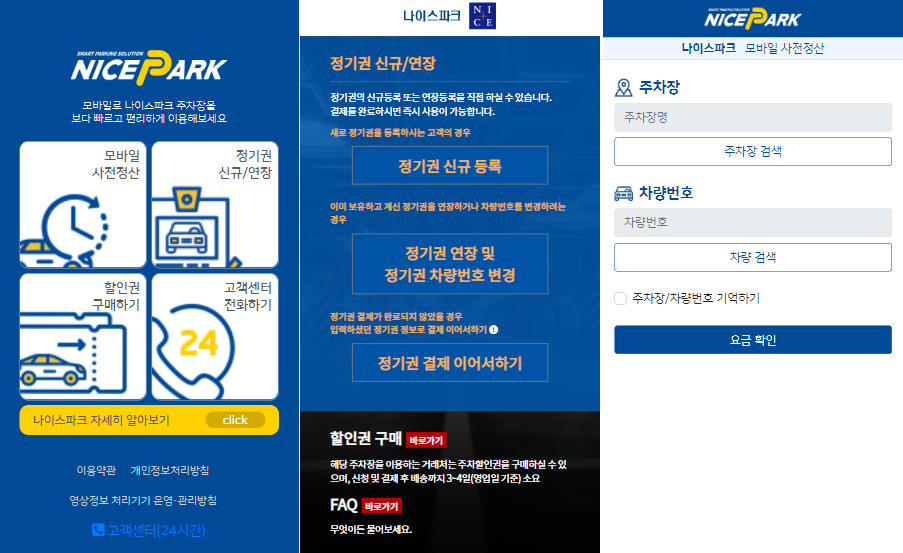 SMART PARKING SOLUTION
NICEPARK
모바일로 나이스파크 주차장을
보다 빠르고 편리하게 이용해보세요
모바일
사전정산
정기권
신규/연장
할인권
구매하기
고객센터
전화하기
24
나이스파크 자세히 알아보기 click
이용약관 개인정보처리방침
영상정보 처리기기 운영·관리방침
고객센터(24시간)
나이스파크 NICE
정기권 신규/연장
정기권의 신규등록 또는 연장등록을 직접 하실 수 있습니다.
결제를 완료하시면 즉시 사용이 가능합니다.
새로 정기권을 등록하시는 고객의 경우
정기권 신규 등록
이미 보유하고 계신 정기권을 연장하거나 차량번호를 변경하려는
경우
정기권 연장 및
정기권 차량번호 변경
정기권 결제가 완료되지 않았을 경우
입력하셨던 정기권 정보로 결제 이어서하기
정기권 결제 이어서하기
할인권 구매 바로가기
해당 주차장을 이용하는 거래처는 주차할인권을 구매하실 수 있
으며, 신청 및 결제 후 배송까지 3~4일(영업일 기준) 소요
FAQ 바로가기
무엇이든 물어보세요.
SMART PARKING SOLUTION
NICEPARK
나이스파크 모바일 사전정산
주차장
주차장명
주차장 검색
차량번호
차량번호
차량 검색
주차장/차량번호 기억하기
요금 확인